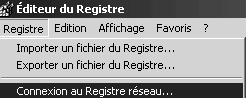 Éditeur du Registre
Registre Edition Affichage Favoris ?
Importer un fichier du Registre...
Exporter un fichier du Registre...
Connexion au Registre réseau...